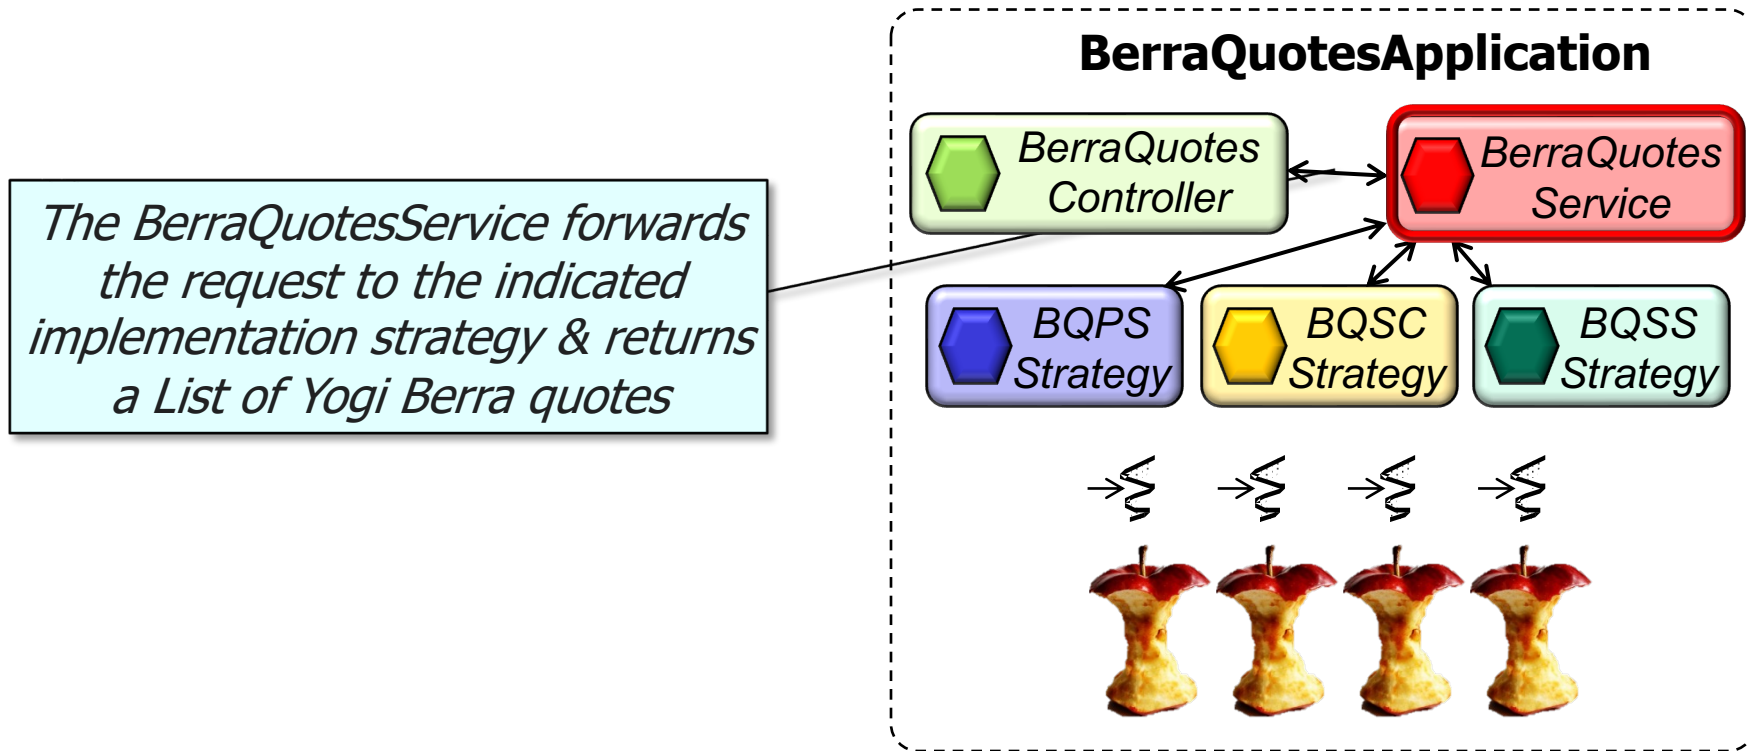 BerraQuotesApplication
BerraQuotes
Controller
BerraQuotes
Service
The BerraQuotesService forwards
the request to the indicated
implementation strategy & returns
a List of Yogi Berra quotes
BQPS
Strategy
BQSC
Strategy
BQSS
Strategy